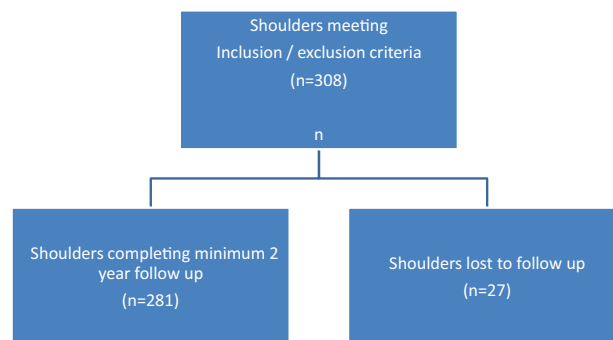 Shoulders meeting
Inclusion / exclusion criteria
(n=308)
n
Shoulders completing minimum 2
year follow up
(n=281)
Shoulders lost to follow up
(n=27)